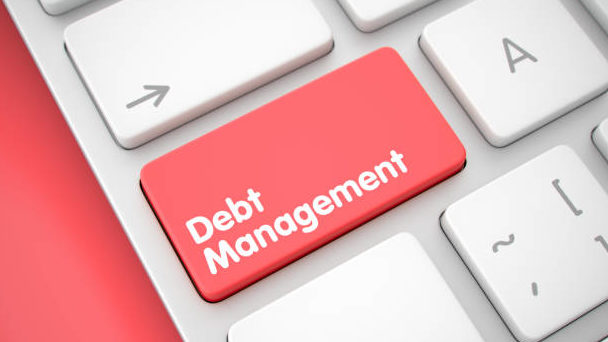 →
A
Debt
Management
~ [
'